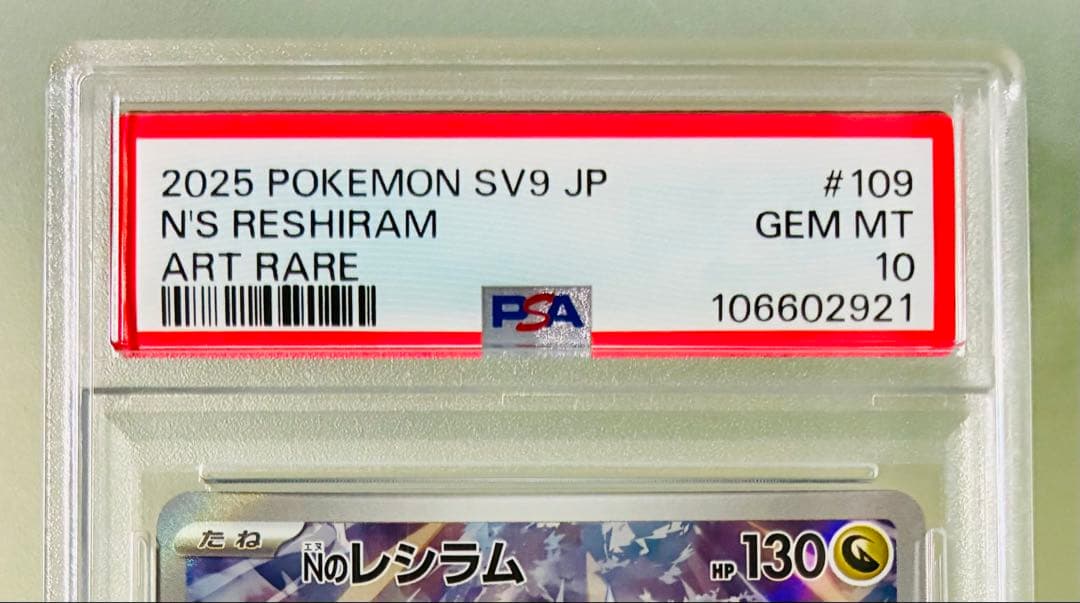 2025 POKEMON SV9 JP #109
N'S RESHIRAM GEM MT
ART RARE 10
PSA 106602921
たね Nのレシラム エヌ HP 130